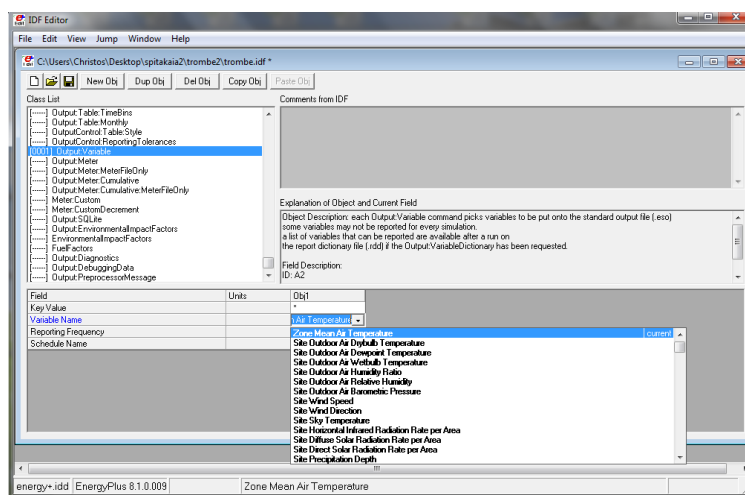 IDF Editor
File Edit View Jump Window Help
C:\Users\Christos\Desktop\spitakaia2\trombe2\trombe.idf *
New Obj Dup Obj Del Obj Copy Obj Paste Obj
Class List
Comments from IDF
[------] Output:Table:TimeBins
[------] Output:Table:Monthly
[------] OutputControl:Table:Style
[------] OutputControl:ReportingTolerances
[0001] Output:Variable
[------] Output:Meter
[------] Output:Meter:MeterFileOnly
[------] Output:Meter:Cumulative
[------] Output:Meter:Cumulative:MeterFileOnly
[------] Meter:Custom
[------] Meter:CustomDecrement
[------] Output:SQLite
[------] Output:EnvironmentalImpactFactors
[------] EnvironmentalImpactFactors
[------] FuelFactors
[------] Output:Diagnostics
[------] Output:DebuggingData
[------] Output:PreprocessorMessage
Explanation of Object and Current Field
Object Description: each Output:Variable command picks variables to be put onto the standard output file (.eso)
some variables may not be reported for every simulation.
a list of variables that can be reported are available after a run on
the report dictionary file (.rdd) if the Output:VariableDictionary has been requested.
Field Description:
ID: A2
Field Units Obj1
Key Value *
Variable Name n Air Temperature
Reporting Frequency
Schedule Name
Zone Mean Air Temperature current
Site Outdoor Air Drybulb Temperature
Site Outdoor Air Dewpoint Temperature
Site Outdoor Air Wetbulb Temperature
Site Outdoor Air Humidity Ratio
Site Outdoor Air Relative Humidity
Site Outdoor Air Barometric Pressure
Site Wind Speed
Site Wind Direction
Site Sky Temperature
Site Horizontal Infrared Radiation Rate per Area
Site Diffuse Solar Radiation Rate per Area
Site Direct Solar Radiation Rate per Area
Site Precipitation Depth
energy+.idd EnergyPlus 8.1.0.009 Zone Mean Air Temperature